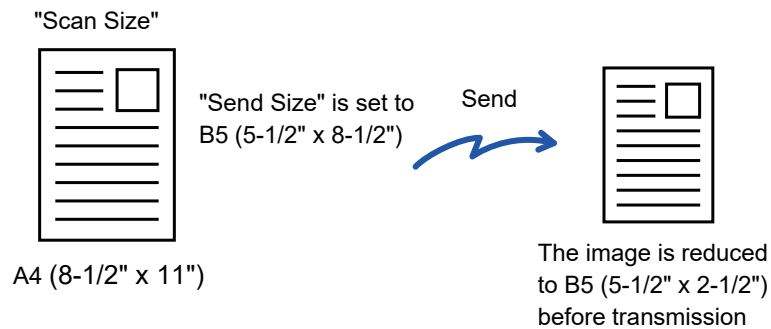 "Scan Size"
"Send Size" is set to
B5 (5-1/2" x 8-1/2")
Send
A4 (8-1/2" x 11")
The image is reduced
to B5 (5-1/2" x 2-1/2")
before transmission